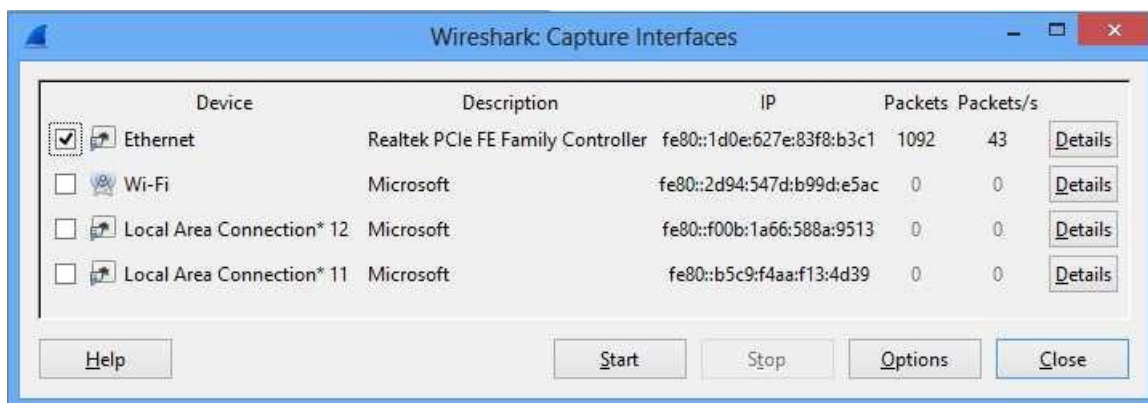 Wireshark: Capture Interfaces
Device Description IP Packets Packets/s
Ethernet Realtek PCIe FE Family Controller fe80::1d0e:627e:83f8:b3c1 1092 43 Details
Wi-Fi Microsoft fe80::2d94:547d:b99d:e5ac 0 0 Details
Local Area Connection* 12 Microsoft fe80::f00b:1a66:588a:9513 0 0 Details
Local Area Connection* 11 Microsoft fe80::b5c9:f4aa:f13:4d39 0 0 Details
Help Start Stop Options Close